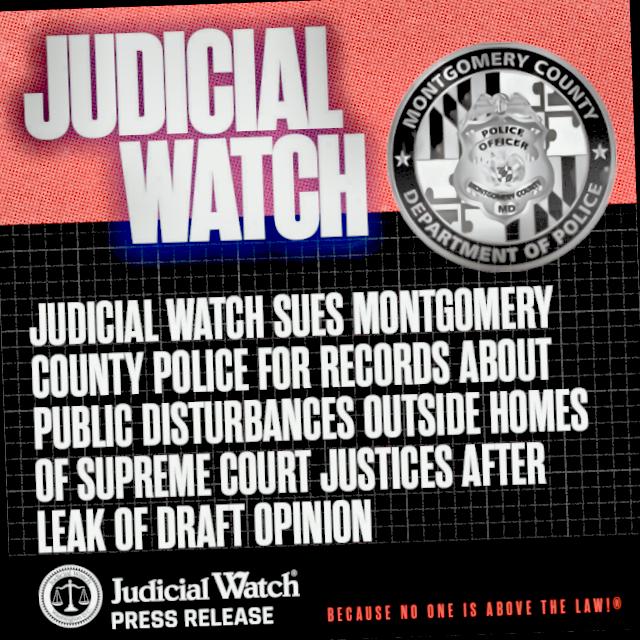 JUDICIAL
WATCH
MONTGOMERY COUNTY
POLICE
OFFICER
MONTGOMERY COUNTY
MD
DEPARTMENT OF POLICE
JUDICIAL WATCH SUES MONTGOMERY
COUNTY POLICE FOR RECORDS ABOUT
PUBLIC DISTURBANCES OUTSIDE HOMES
OF SUPREME COURT JUSTICES AFTER
LEAK OF DRAFT OPINION
Judicial Watch®
PRESS RELEASE
BECAUSE NO ONE IS ABOVE THE LAW!®